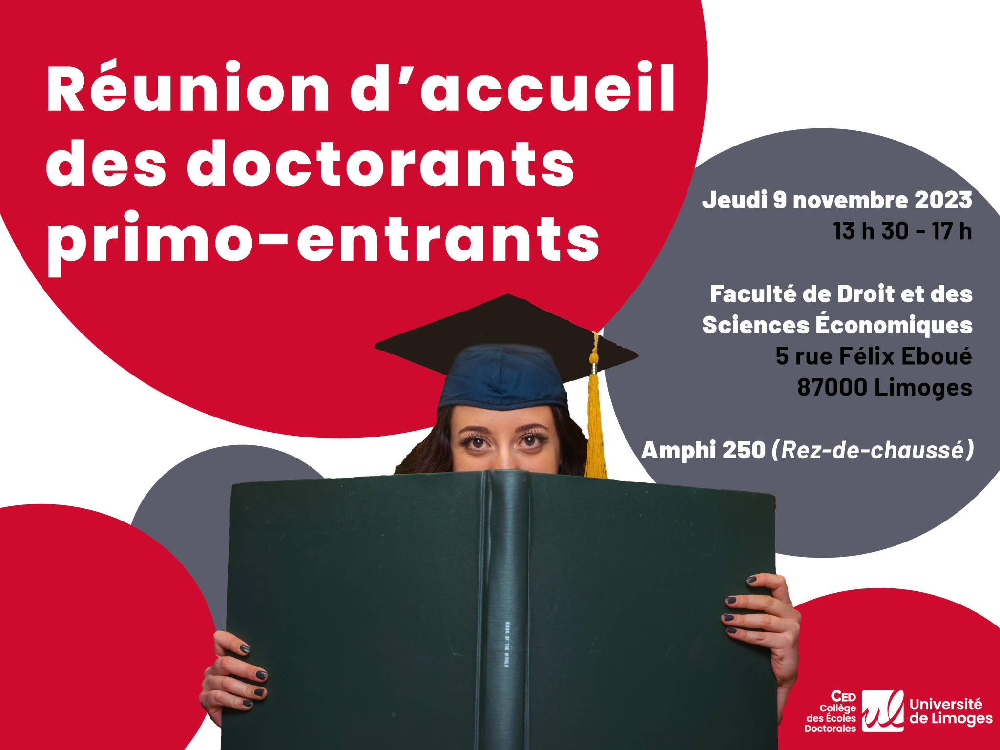 Réunion d’accueil
des doctorants
primo-entrants
Jeudi 9 novembre 2023
13 h 30 - 17 h
Faculté de Droit et des
Sciences Économiques
5 rue Félix Eboué
87000 Limoges
Amphi 250 (Rez-de-chaussé)
BOOK OF THE WORLD
CED
Collège
des Écoles
Doctorales
ul
Université
de Limoges